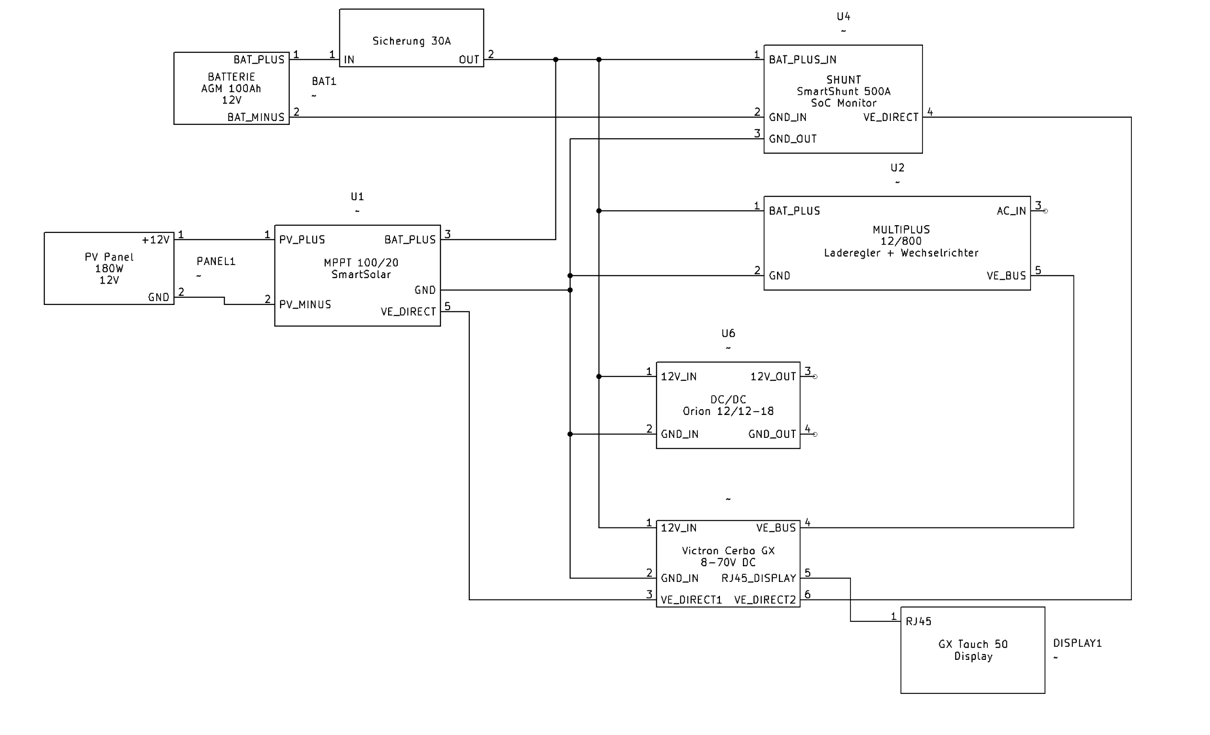 U4
~
Sicherung 30A
1 IN
OUT 2
BAT_PLUS 1
BATTERIE
AGM 100Ah
12V
BAT_MINUS 2
BAT1
~
1 BAT_PLUS_IN
SHUNT
SmartShunt 500A
SoC Monitor
2 GND_IN
VE_DIRECT 4
3 GND_OUT
U2
~
1 BAT_PLUS
AC_IN 3
MULTIPLUS
12/800
Laderegler + Wechselrichter
2 GND
VE_BUS 5
U1
~
1 PV_PLUS
BAT_PLUS 3
MPPT 100/20
SmartSolar
GND
2 PV_MINUS
VE_DIRECT 5
+12V 1
PV Panel
180W
12V
GND 2
PANEL1
~
U6
~
1 12V_IN
12V_OUT 3
DC/DC
Orion 12/12-18
2 GND_IN
GND_OUT 4
~
1 12V_IN
VE_BUS 4
Victron Cerbo GX
8-70V DC
2 GND_IN
RJ45_DISPLAY 5
3 VE_DIRECT1
VE_DIRECT2 6
1 RJ45
GX Touch 50
Display
DISPLAY1
~